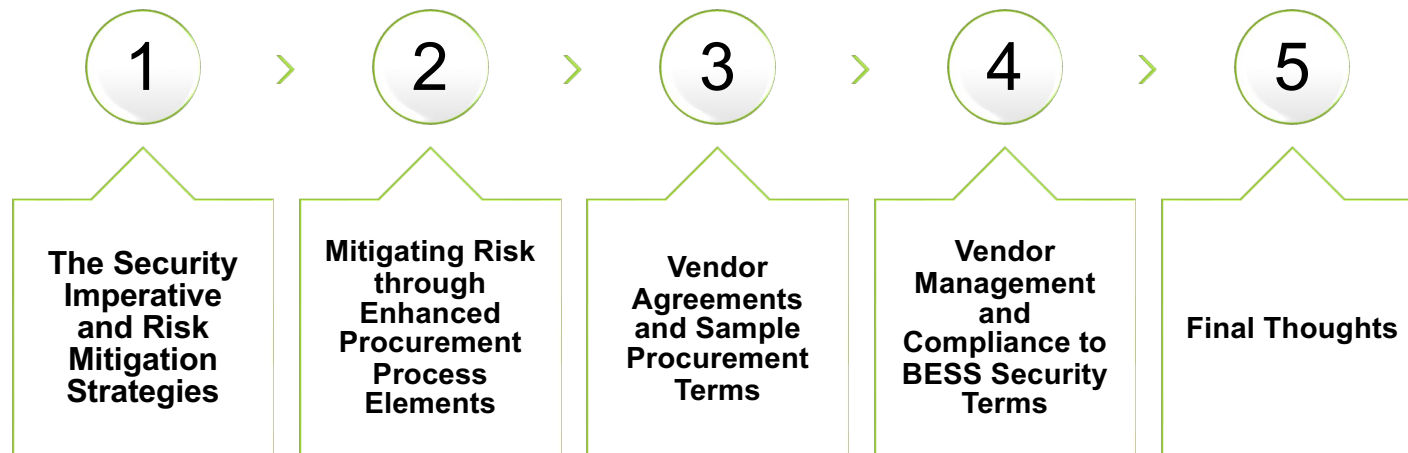 1
2
3
4
5
The Security
Imperative
and Risk
Mitigation
Strategies
Mitigating Risk
through
Enhanced
Procurement
Process
Elements
Vendor
Agreements
and Sample
Procurement
Terms
Vendor
Management
and
Compliance to
BESS Security
Terms
Final Thoughts